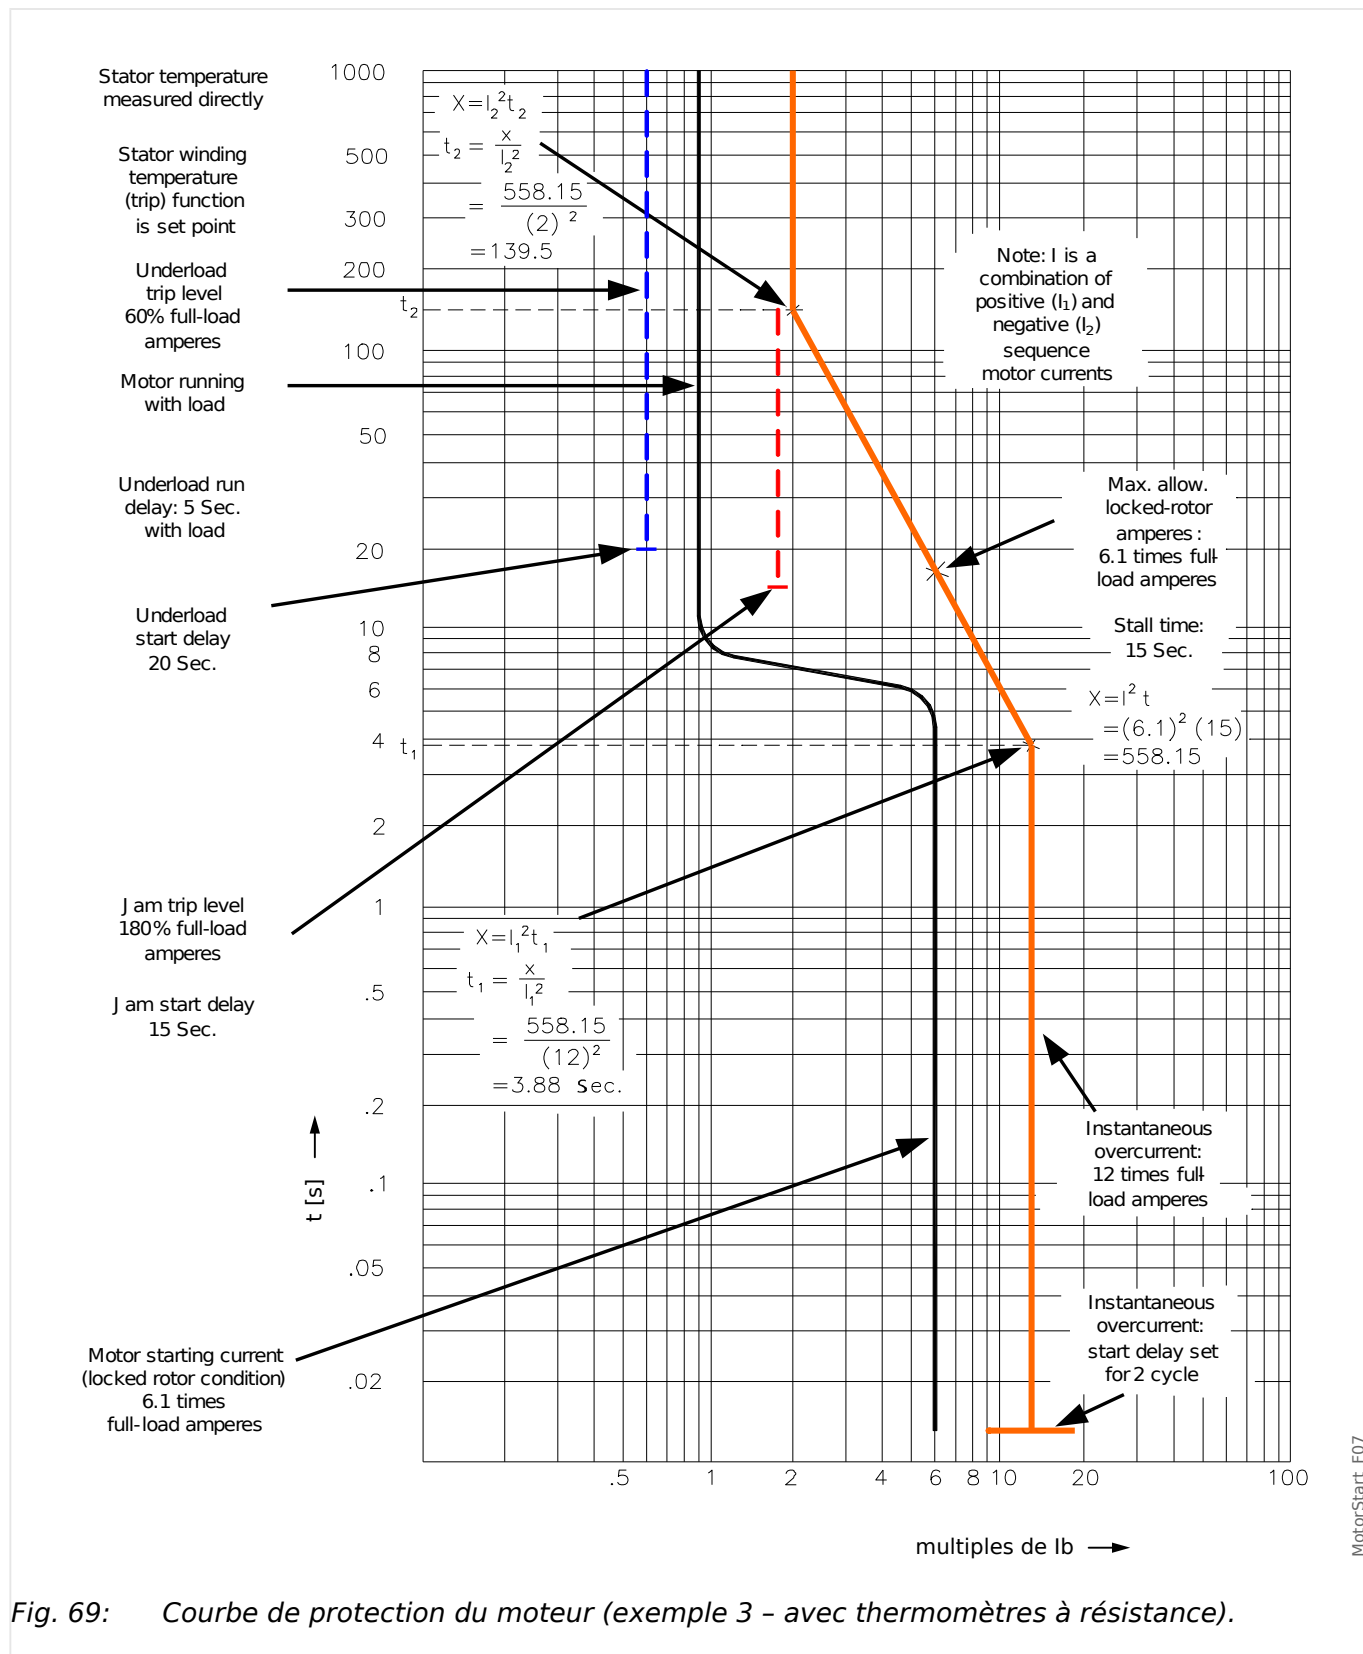 Stator temperature
measured directly
Stator winding
temperature
(trip) function
is set point
Underload
trip level
60% full-load
amperes
Motor running
with load
Underload run
delay: 5 Sec.
with load
Underload
start delay
20 Sec.
Jam trip level
180% full-load
amperes
Jam start delay
15 Sec.
t [s]
Motor starting current
(locked rotor condition)
6.1 times
full-load amperes
1000
500
300
200
t₂
100
50
20
10
8
6
4
t₁
2
1
.5
.2
.1
.05
.02
X=I₂²t₂
t₂ = x / I₂²
= 558.15 / (2)²
=139.5
Note: I is a
combination of
positive (I₁) and
negative (I₂)
sequence
motor currents
Max. allow.
locked-rotor
amperes :
6.1 times full-
load amperes
Stall time:
15 Sec.
X=I² t
=(6.1)² (15)
=558.15
X=I₁²t₁
t₁ = x / I₁²
= 558.15 / (12)²
=3.88 Sec.
Instantaneous
overcurrent:
12 times full-
load amperes
Instantaneous
overcurrent:
start delay set
for 2 cycle
.5 1 2 4 6 8 10 20 100
multiples de Ib
MotorStart_F07
Fig. 69: Courbe de protection du moteur (exemple 3 – avec thermomètres à résistance).